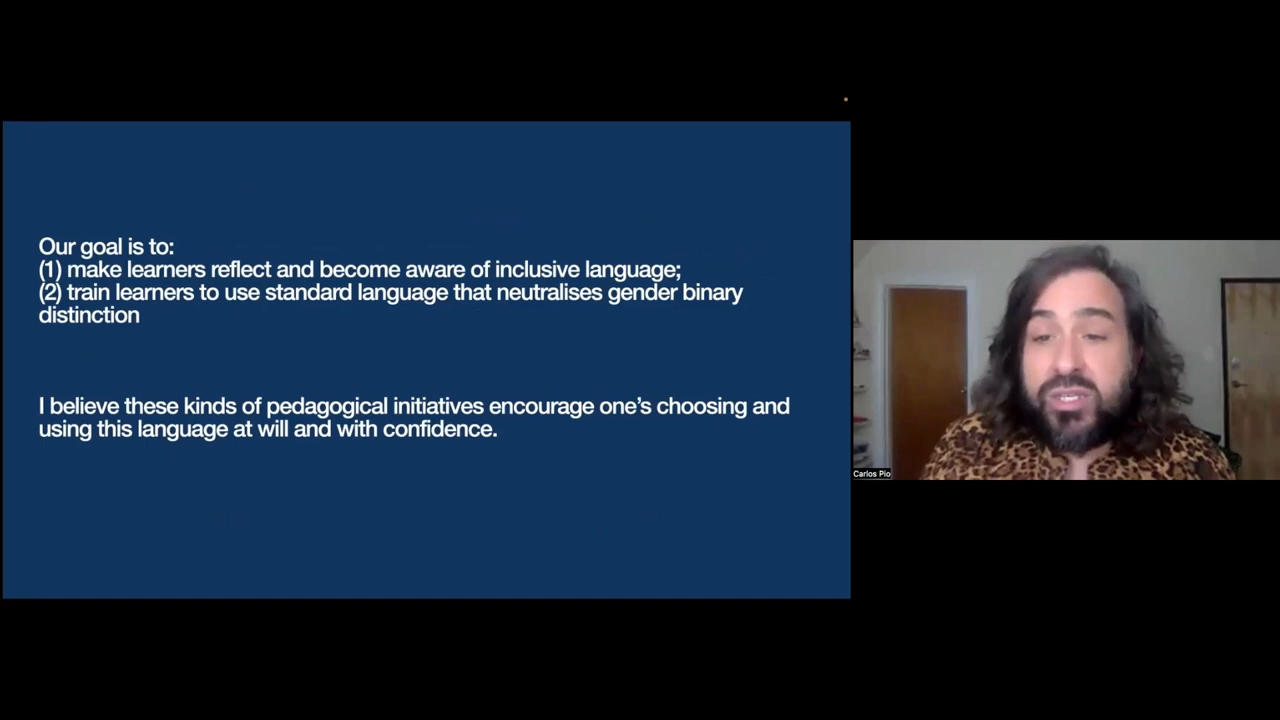 Our goal is to:
(1) make learners reflect and become aware of inclusive language;
(2) train learners to use standard language that neutralises gender binary
distinction
I believe these kinds of pedagogical initiatives encourage one’s choosing and
using this language at will and with confidence.
Carlos Pio